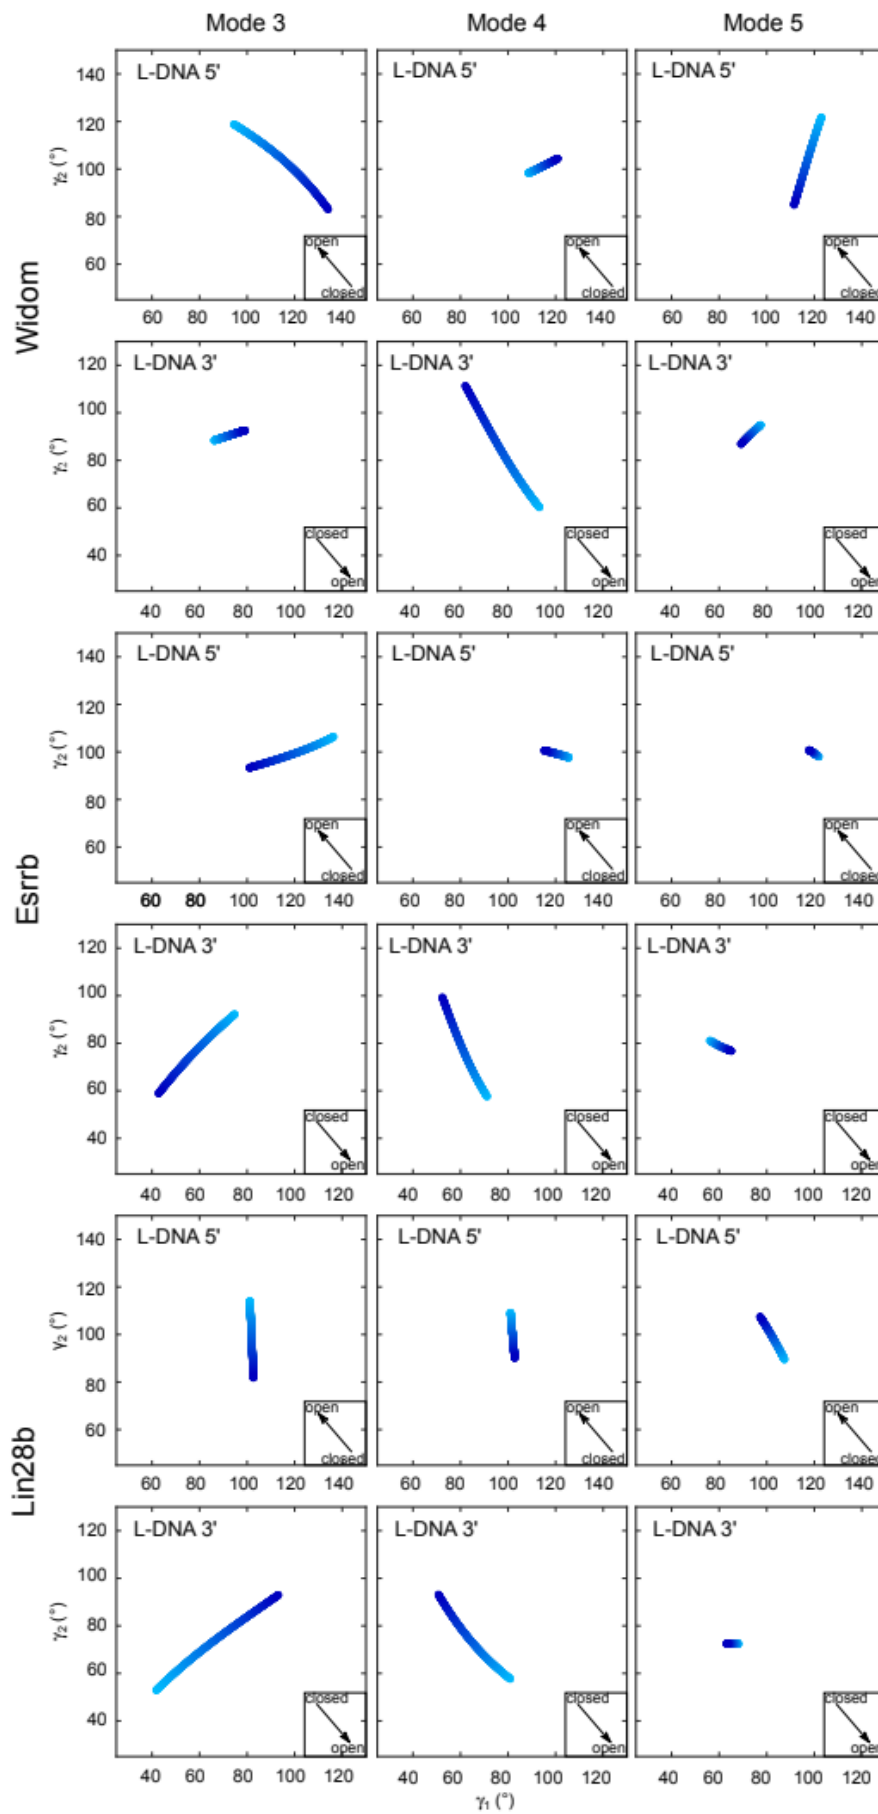 Mode 3 Mode 4 Mode 5
Widom
L-DNA 5' L-DNA 5' L-DNA 5'
140
120
100
80
60
γ₂ (°)
open open open
closed closed closed
60 80 100 120 140 60 80 100 120 140 60 80 100 120 140
L-DNA 3' L-DNA 3' L-DNA 3'
120
100
80
60
40
γ₂ (°)
closed closed closed
open open open
40 60 80 100 120 40 60 80 100 120 40 60 80 100 120
Esrrb
L-DNA 5' L-DNA 5' L-DNA 5'
140
120
100
80
60
γ₂ (°)
open open open
closed closed closed
60 80 100 120 140 60 80 100 120 140 60 80 100 120 140
L-DNA 3' L-DNA 3' L-DNA 3'
120
100
80
60
40
γ₂ (°)
closed closed closed
open open open
40 60 80 100 120 40 60 80 100 120 40 60 80 100 120
Lin28b
L-DNA 5' L-DNA 5' L-DNA 5'
140
120
100
80
60
γ₂ (°)
open open open
closed closed closed
60 80 100 120 140 60 80 100 120 140 60 80 100 120 140
L-DNA 3' L-DNA 3' L-DNA 3'
120
100
80
60
40
γ₂ (°)
closed closed closed
open open open
40 60 80 100 120 40 60 80 100 120 40 60 80 100 120
γ₁ (°)